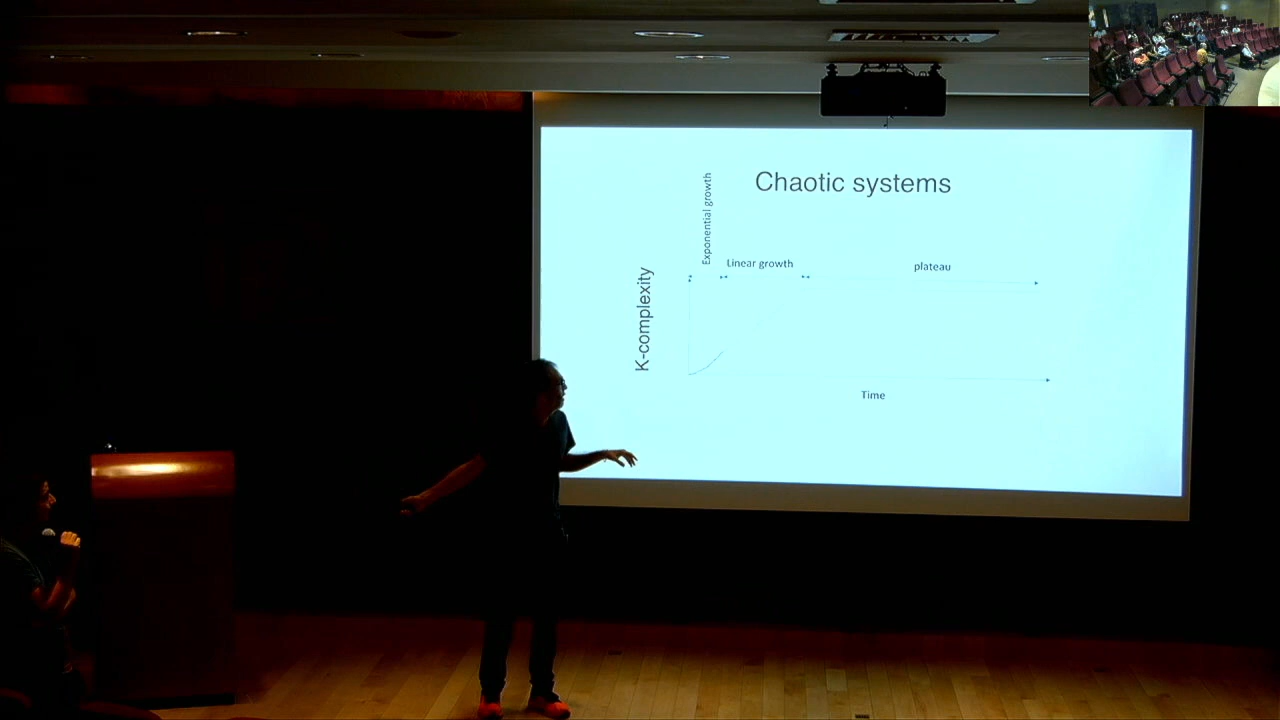 Chaotic systems
Exponential growth
Linear growth
plateau
K-complexity
Time